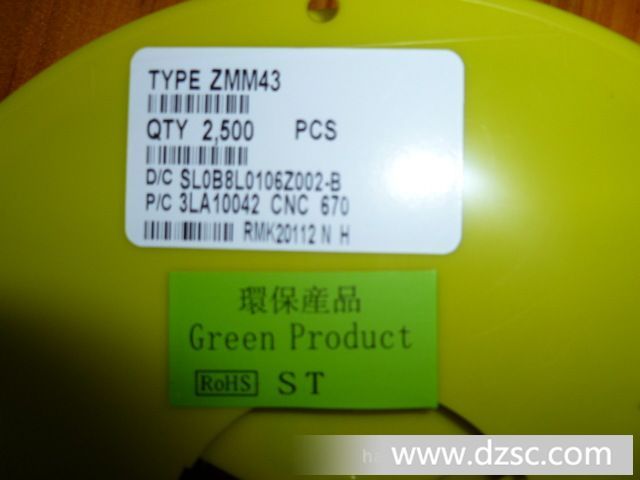 TYPE ZMM43
QTY 2,500 PCS
D/C SL0B8L0106Z002-B
P/C 3LA10042 CNC 670
RMK20112 N H
環保産品
Green Product
RoHS ST
www.dzsc.com